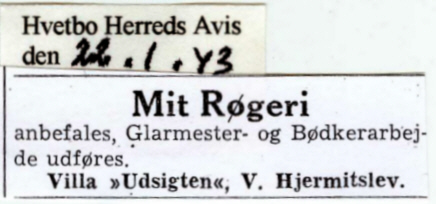 Hvetbo Herreds Avis
den 22.1.43
Mit Røgeri
anbefales, Glarmester- og Bødkerarbej-
de udføres.
Villa »Udsigten«, V. Hjermitslev.